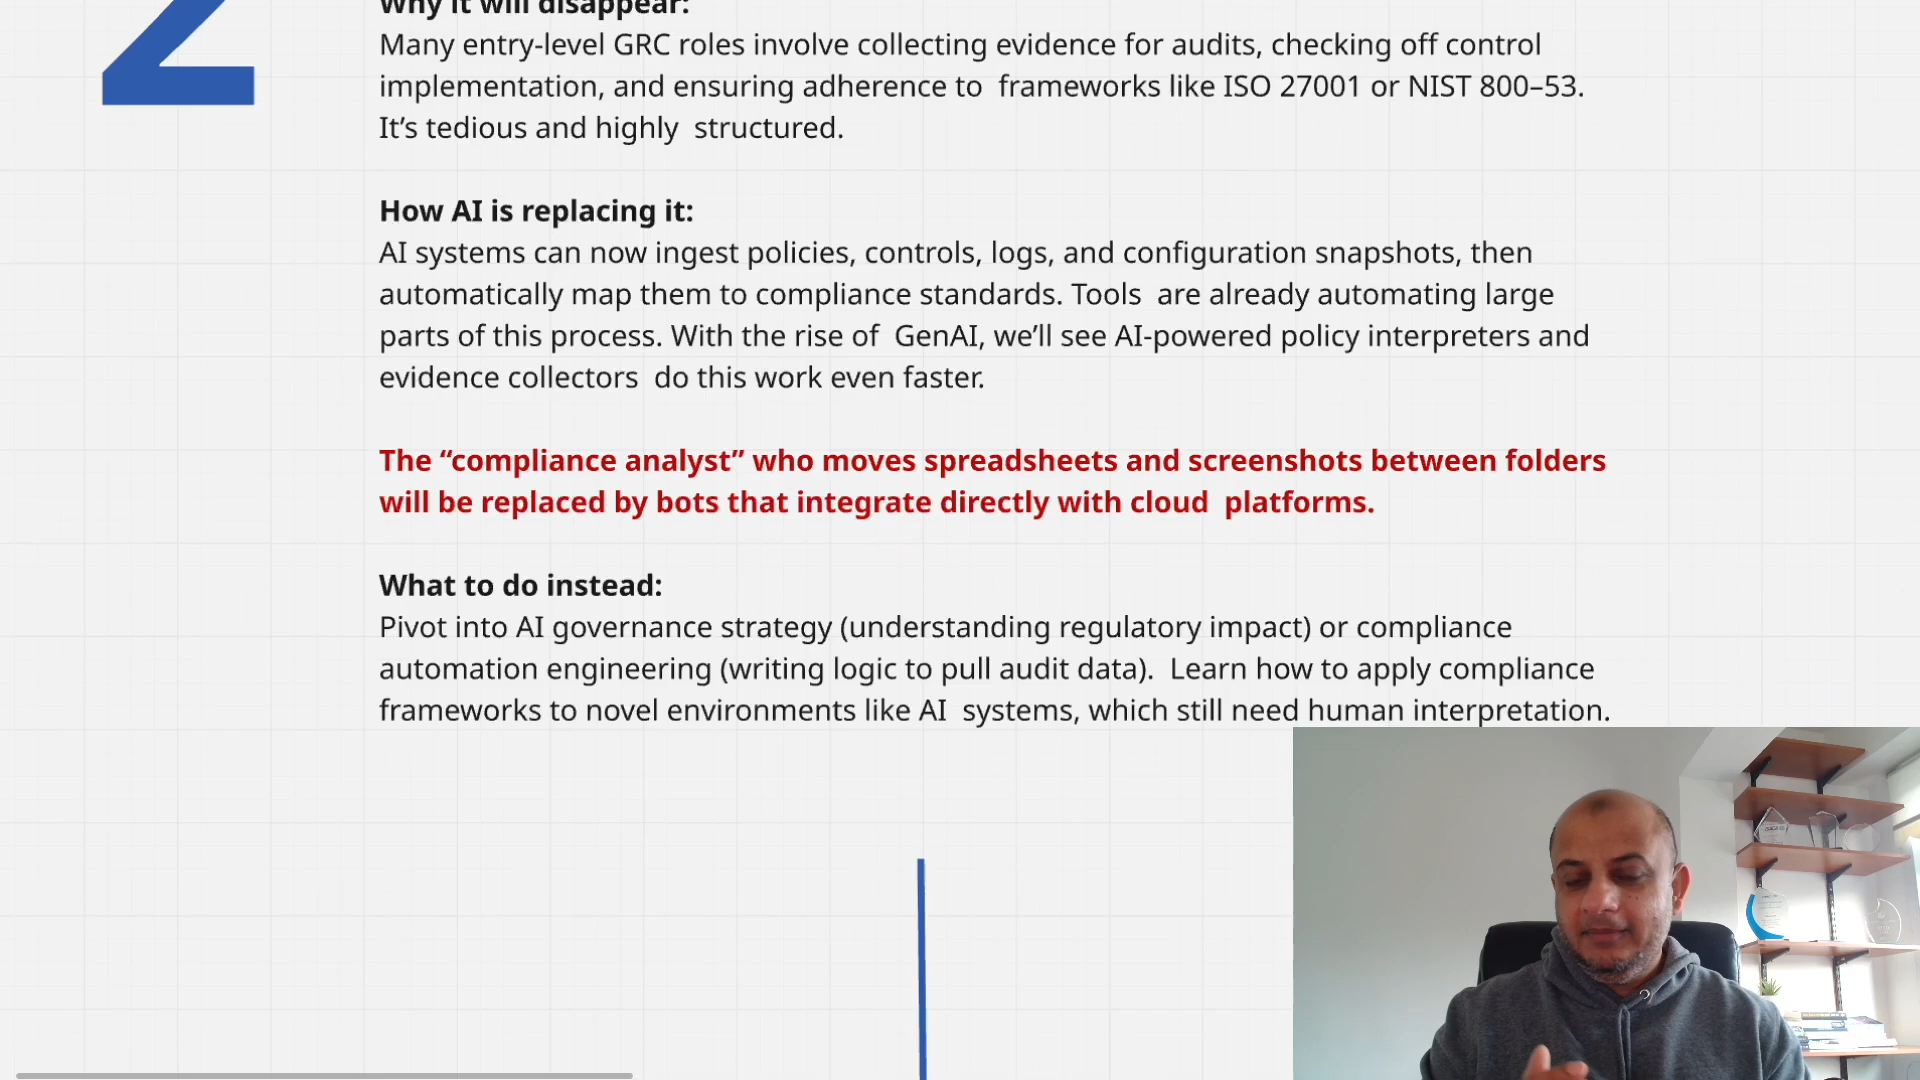 2
Why it will disappear:
Many entry-level GRC roles involve collecting evidence for audits, checking off control
implementation, and ensuring adherence to  frameworks like ISO 27001 or NIST 800–53.
It’s tedious and highly  structured.
How AI is replacing it:
AI systems can now ingest policies, controls, logs, and configuration snapshots, then
automatically map them to compliance standards. Tools  are already automating large
parts of this process. With the rise of  GenAI, we’ll see AI-powered policy interpreters and
evidence collectors  do this work even faster.
The “compliance analyst” who moves spreadsheets and screenshots between folders
will be replaced by bots that integrate directly with cloud  platforms.
What to do instead:
Pivot into AI governance strategy (understanding regulatory impact) or compliance
automation engineering (writing logic to pull audit data).  Learn how to apply compliance
frameworks to novel environments like AI  systems, which still need human interpretation.